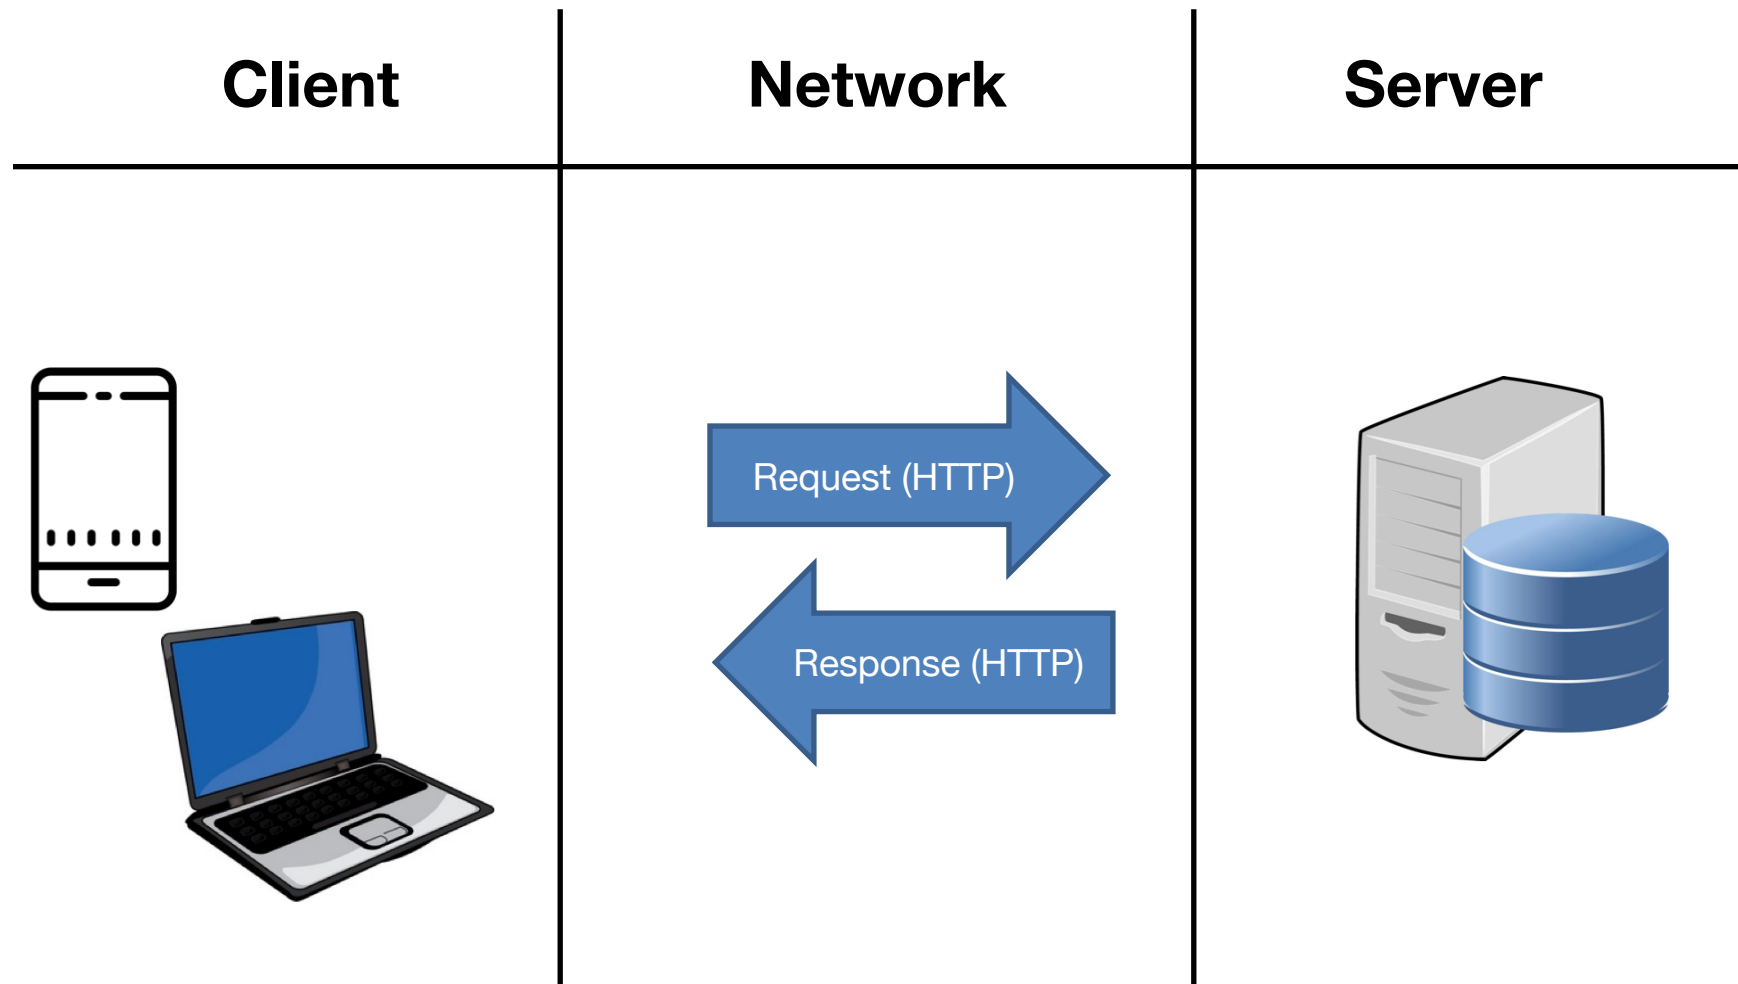 Client
Network
Server
Request (HTTP)
Response (HTTP)